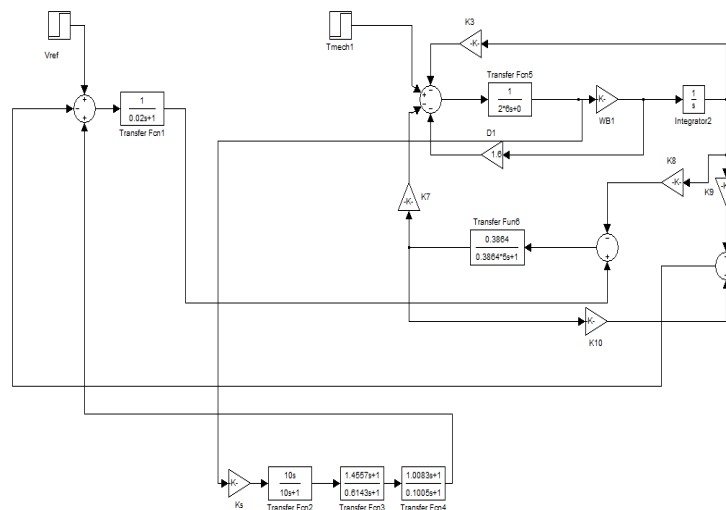 Vref
Tmech1
K3
-K-
+
-
+
1
0.02s+1
Transfer Fcn1
-
+
-
-
Transfer Fcn5
1
2*6s+0
K-
WB1
1
s
Integrator2
D1
1.6
K7
-K-
K8
-K-
K9
-K
Transfer Fun6
0.3864
0.3864*6s+1
-
+
K-
K10
K-
Ks
10s
10s+1
Transfer Fcn2
1.4557s+1
0.6143s+1
Transfer Fcn3
1.0083s+1
0.1005s+1
Transfer Fcn4